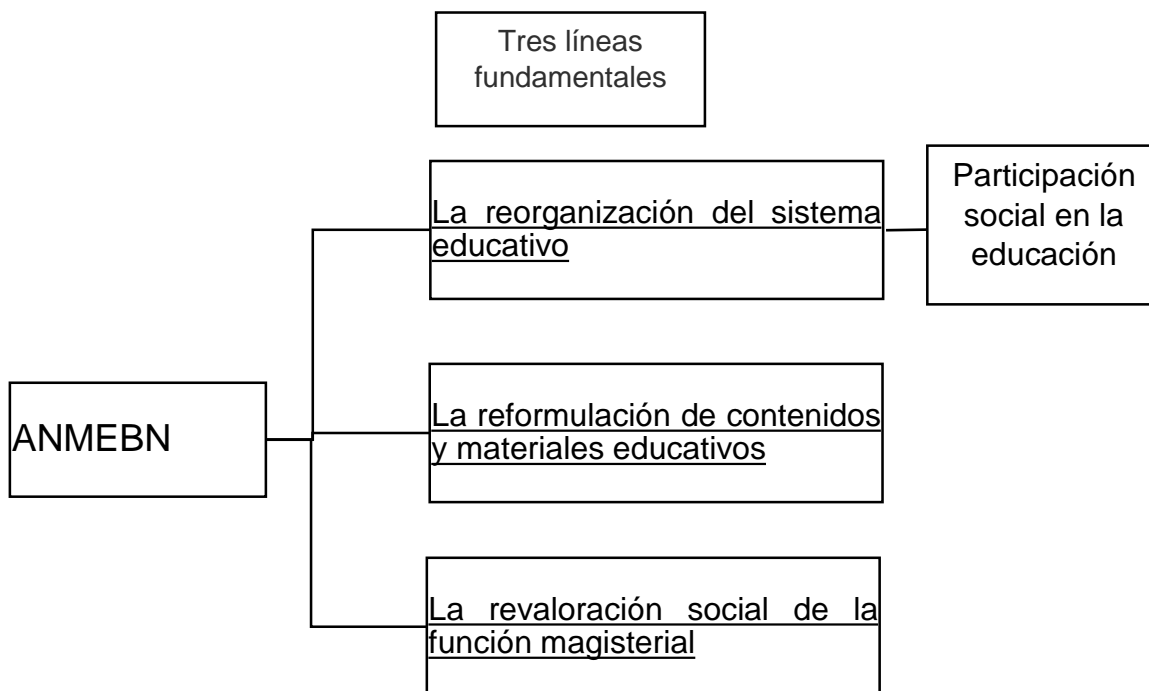 Tres líneas
fundamentales
La reorganización del sistema
educativo
Participación
social en la
educación
ANMEBN
La reformulación de contenidos
y materiales educativos
La revaloración social de la
función magisterial